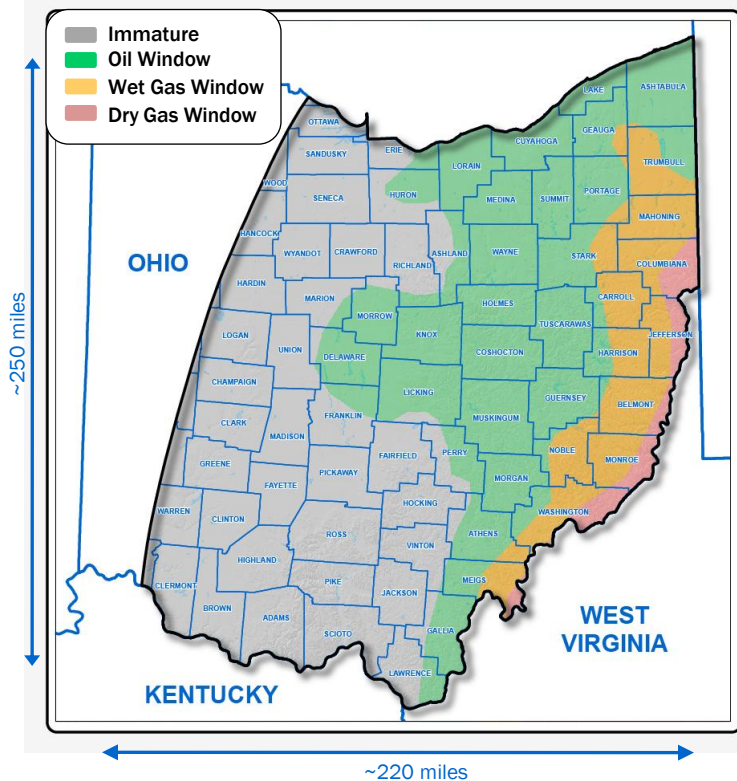 Immature
Oil Window
Wet Gas Window
Dry Gas Window
LAKE
ASHTABULA
OTTAWA
ERIE
CUYAHOGA
GEAUGA
SANDUSKY
LORAIN
TRUMBULL
WOOD
SENECA
HURON
MEDINA
SUMMIT
PORTAGE
HANCOCK
MAHONING
WYANDOT
CRAWFORD
RICHLAND
ASHLAND
WAYNE
STARK
COLUMBIANA
OHIO
HARDIN
MARION
MORROW
HOLMES
CARROLL
LOGAN
UNION
KNOX
TUSCARAWAS
JEFFERSON
DELAWARE
COSHOCTON
HARRISON
CHAMPAIGN
LICKING
GUERNSEY
BELMONT
CLARK
FRANKLIN
MUSKINGUM
MADISON
GREENE
PICKAWAY
FAIRFIELD
PERRY
NOBLE
MONROE
FAYETTE
MORGAN
WARREN
CLINTON
HOCKING
WASHINGTON
ROSS
ATHENS
HIGHLAND
VINTON
CLERMONT
PIKE
JACKSON
MEIGS
BROWN
ADAMS
SCIOTO
GALLIA
LAWRENCE
WEST
VIRGINIA
KENTUCKY
~250 miles
~220 miles